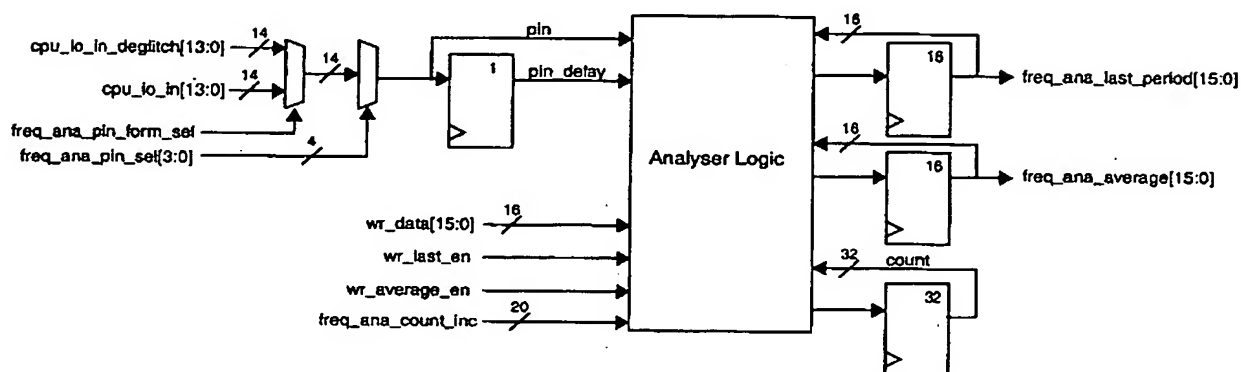 cpu_io_in_deglitch[13:0]
14
cpu_io_in[13:0]
14
14
freq_ana_pin_form_sel
freq_ana_pin_sel[3:0]
4
pin
1
pin_delay
Analyser Logic
wr_data[15:0]
16
wr_last_en
wr_average_en
freq_ana_count_inc
20
16
16
freq_ana_last_period[15:0]
16
16
freq_ana_average[15:0]
32
count
32